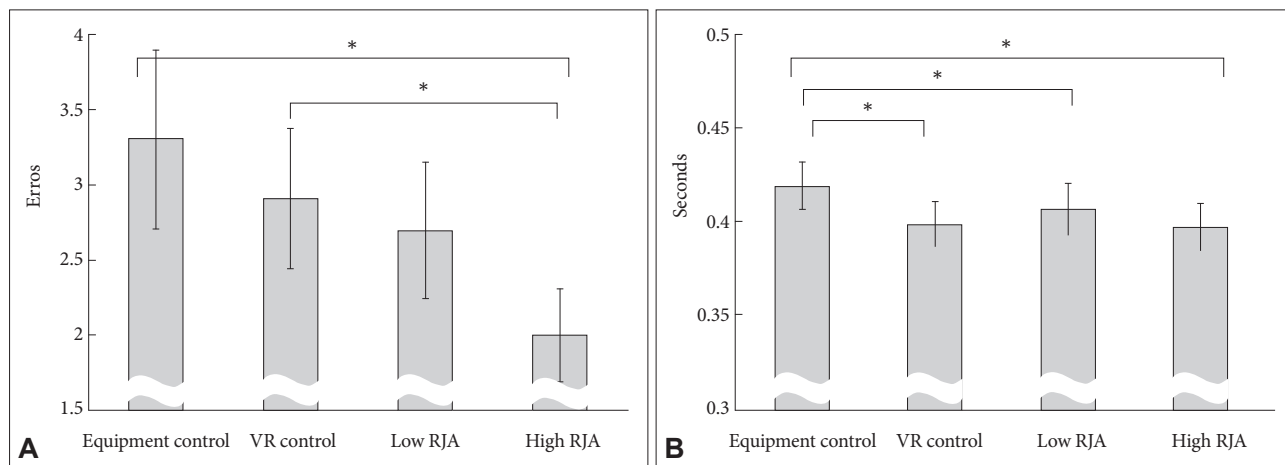 4
3.5
3
2.5
2
1.5
Erros
*
*
Equipment control VR control Low RJA High RJA
A
0.5
0.45
0.4
0.35
0.3
Seconds
*
*
*
Equipment control VR control Low RJA High RJA
B